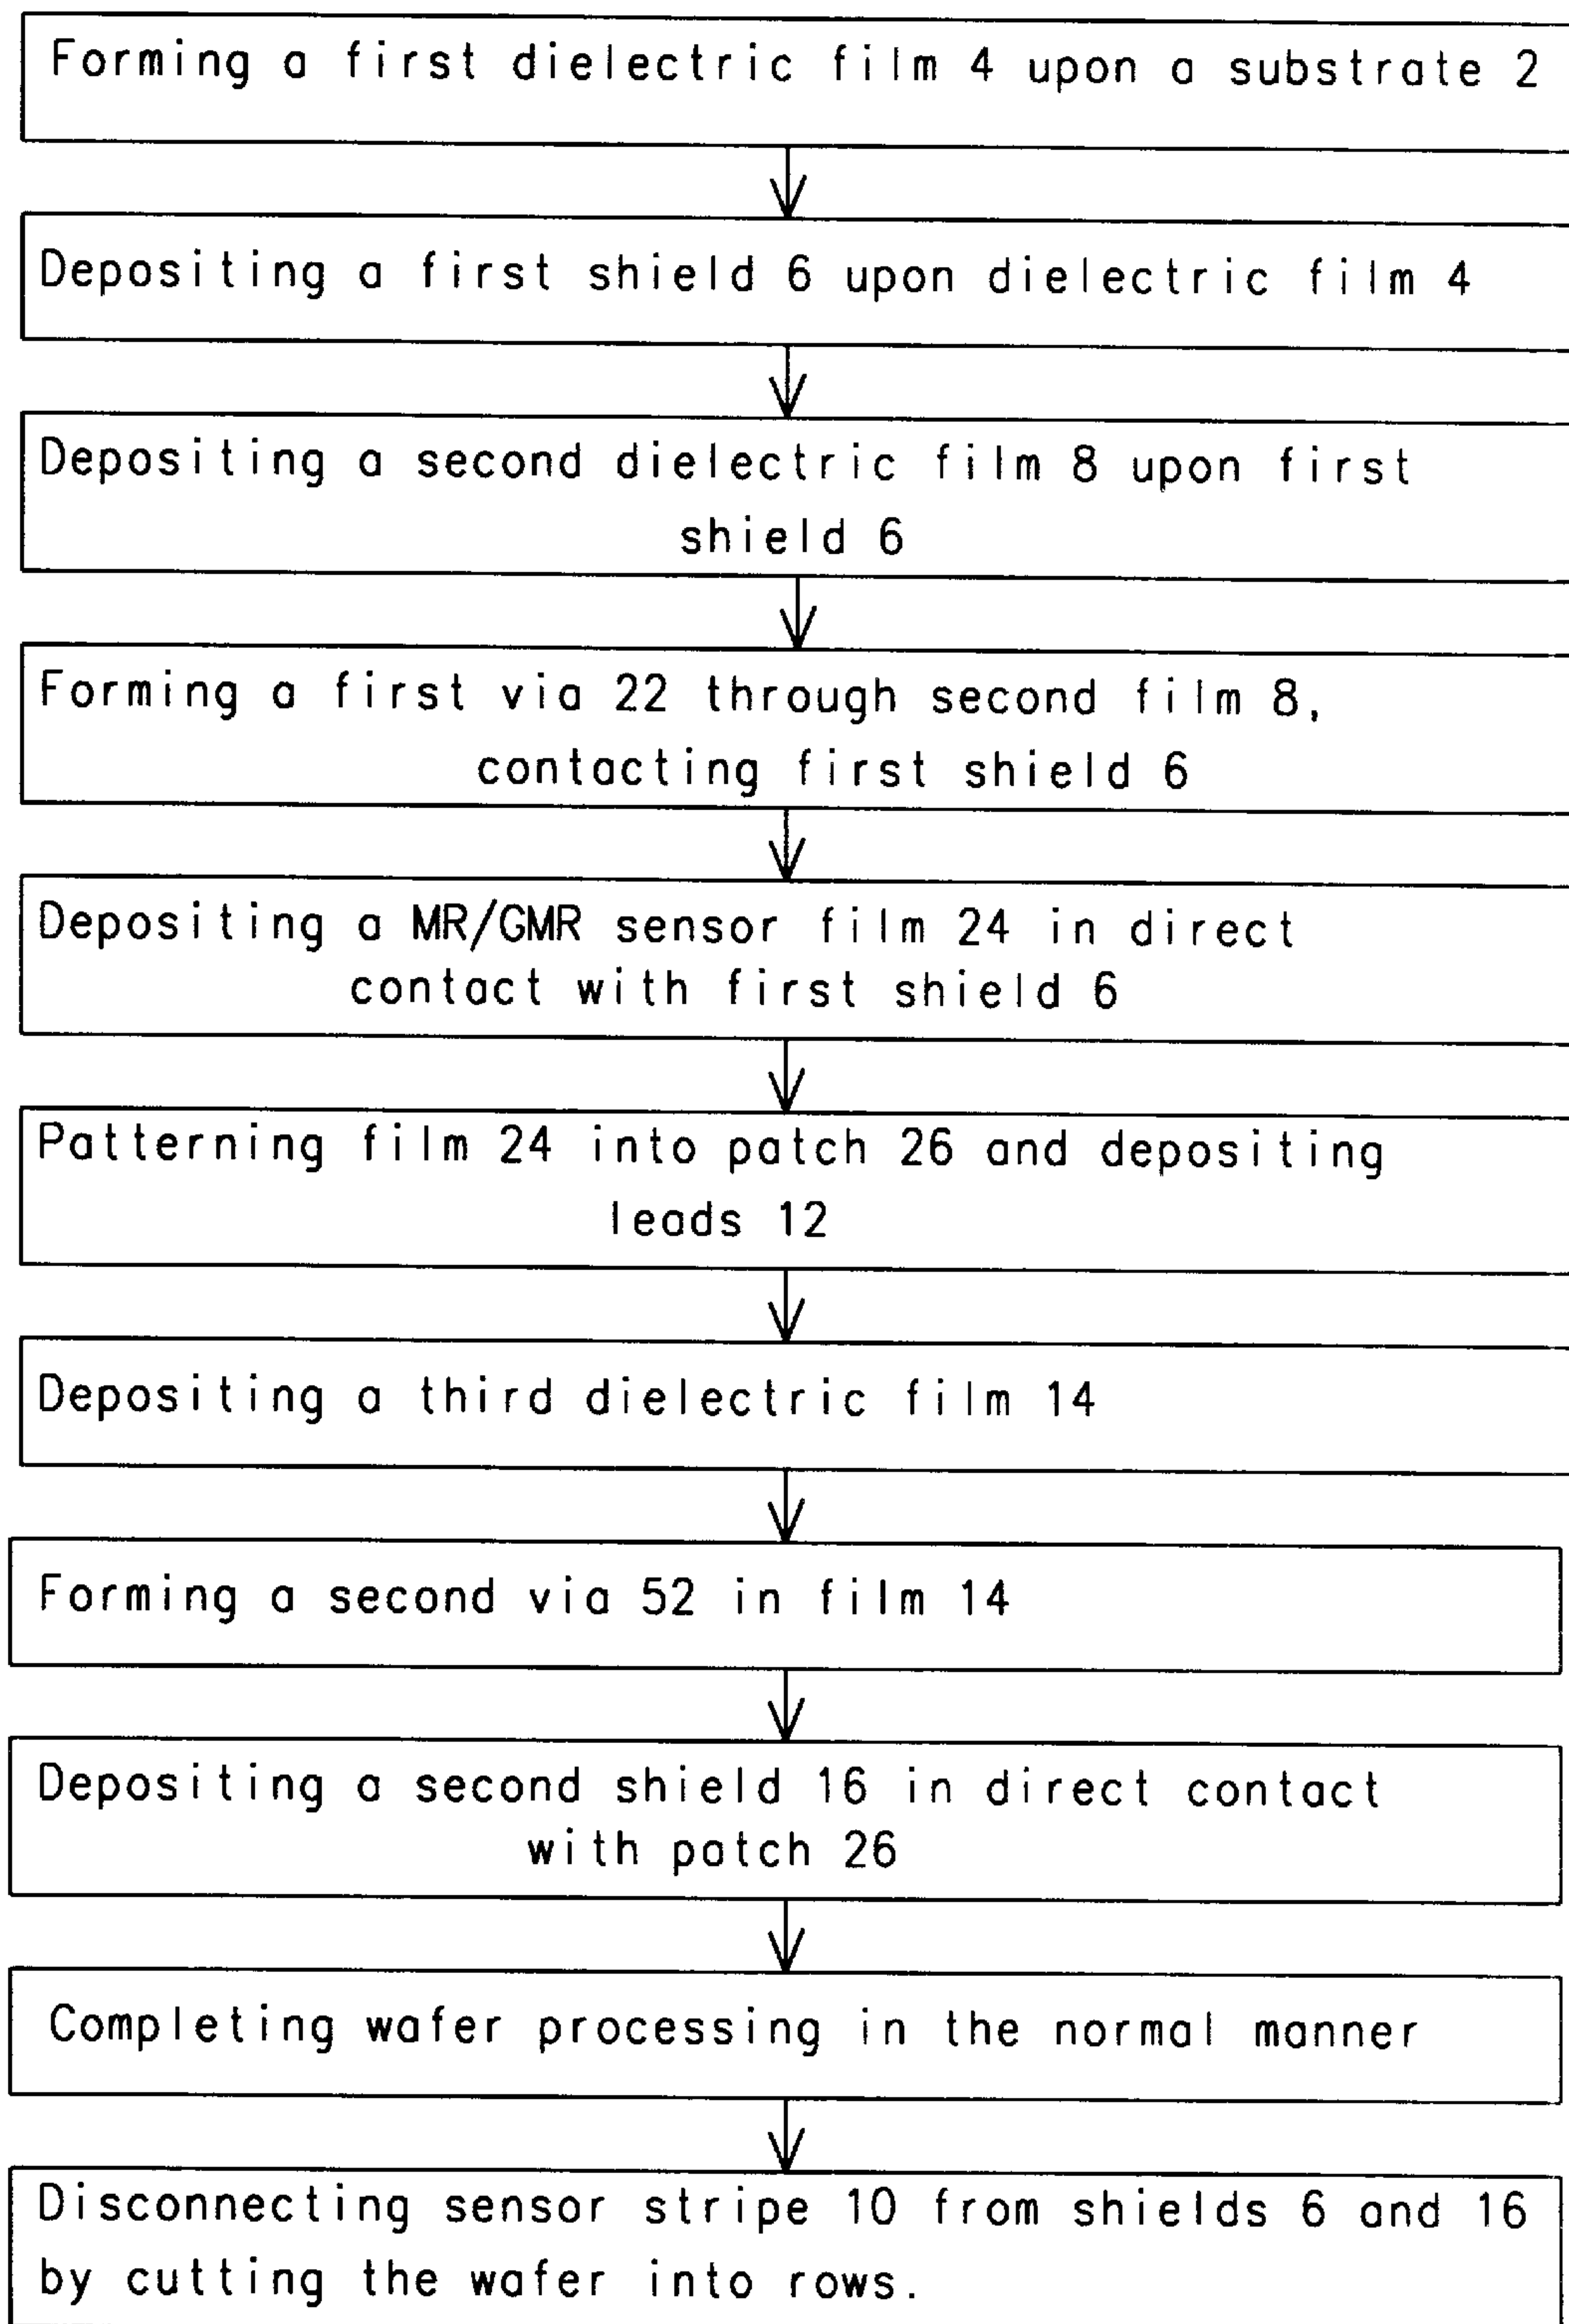 Forming a first dielectric film 4 upon a substrate 2
Depositing a first shield 6 upon dielectric film 4
Depositing a second dielectric film 8 upon first
shield 6
Forming a first via 22 through second film 8,
contacting first shield 6
Depositing a MR/GMR sensor film 24 in direct
contact with first shield 6
Patterning film 24 into patch 26 and depositing
leads 12
Depositing a third dielectric film 14
Forming a second via 52 in film 14
Depositing a second shield 16 in direct contact
with patch 26
Completing wafer processing in the normal manner
Disconnecting sensor stripe 10 from shields 6 and 16
by cutting the wafer into rows.